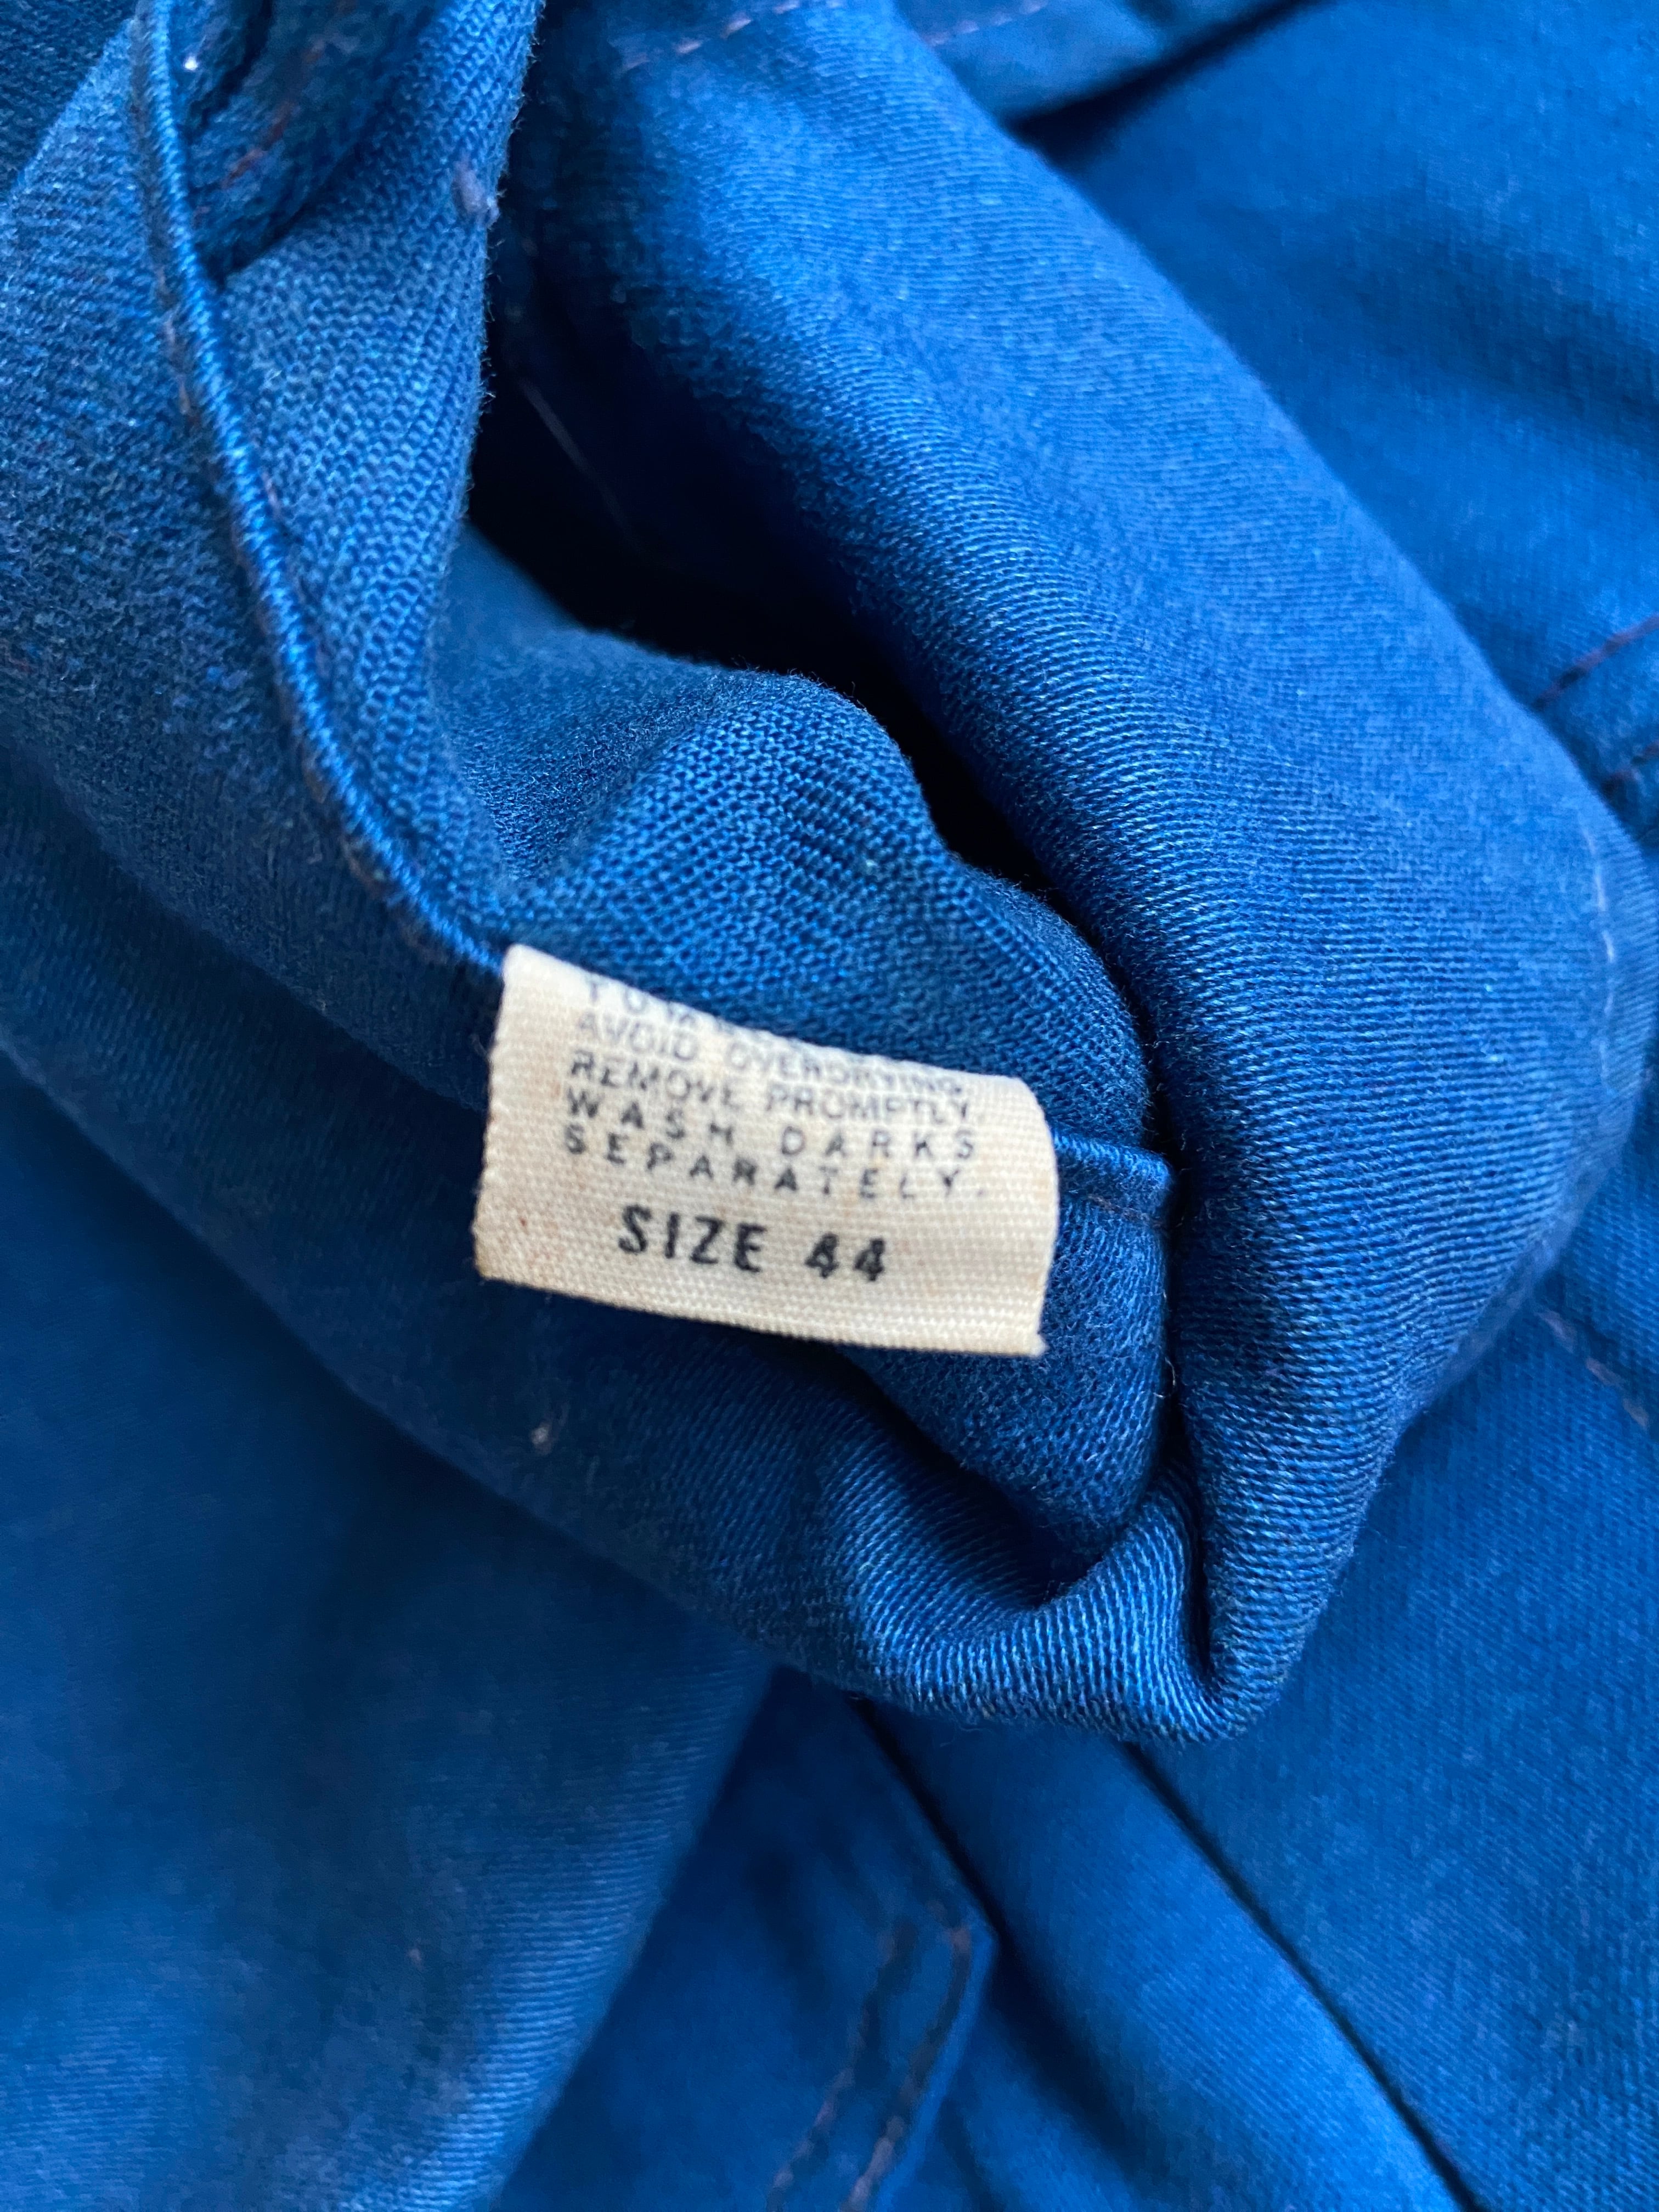 AVOID OVERDRYING.
REMOVE PROMPTLY.
WASH DARKS
SEPARATELY.
SIZE 44